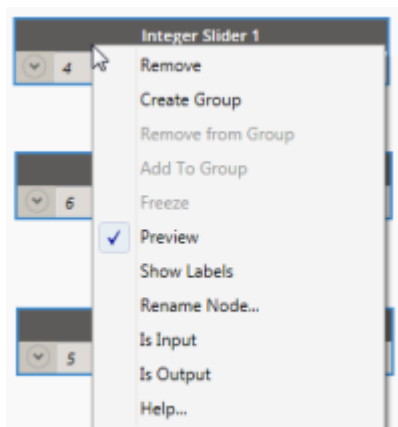 Integer Slider 1
4
Remove
Create Group
Remove from Group
Add To Group
6
Freeze
Preview
Show Labels
Rename Node...
Is Input
5
Is Output
Help...